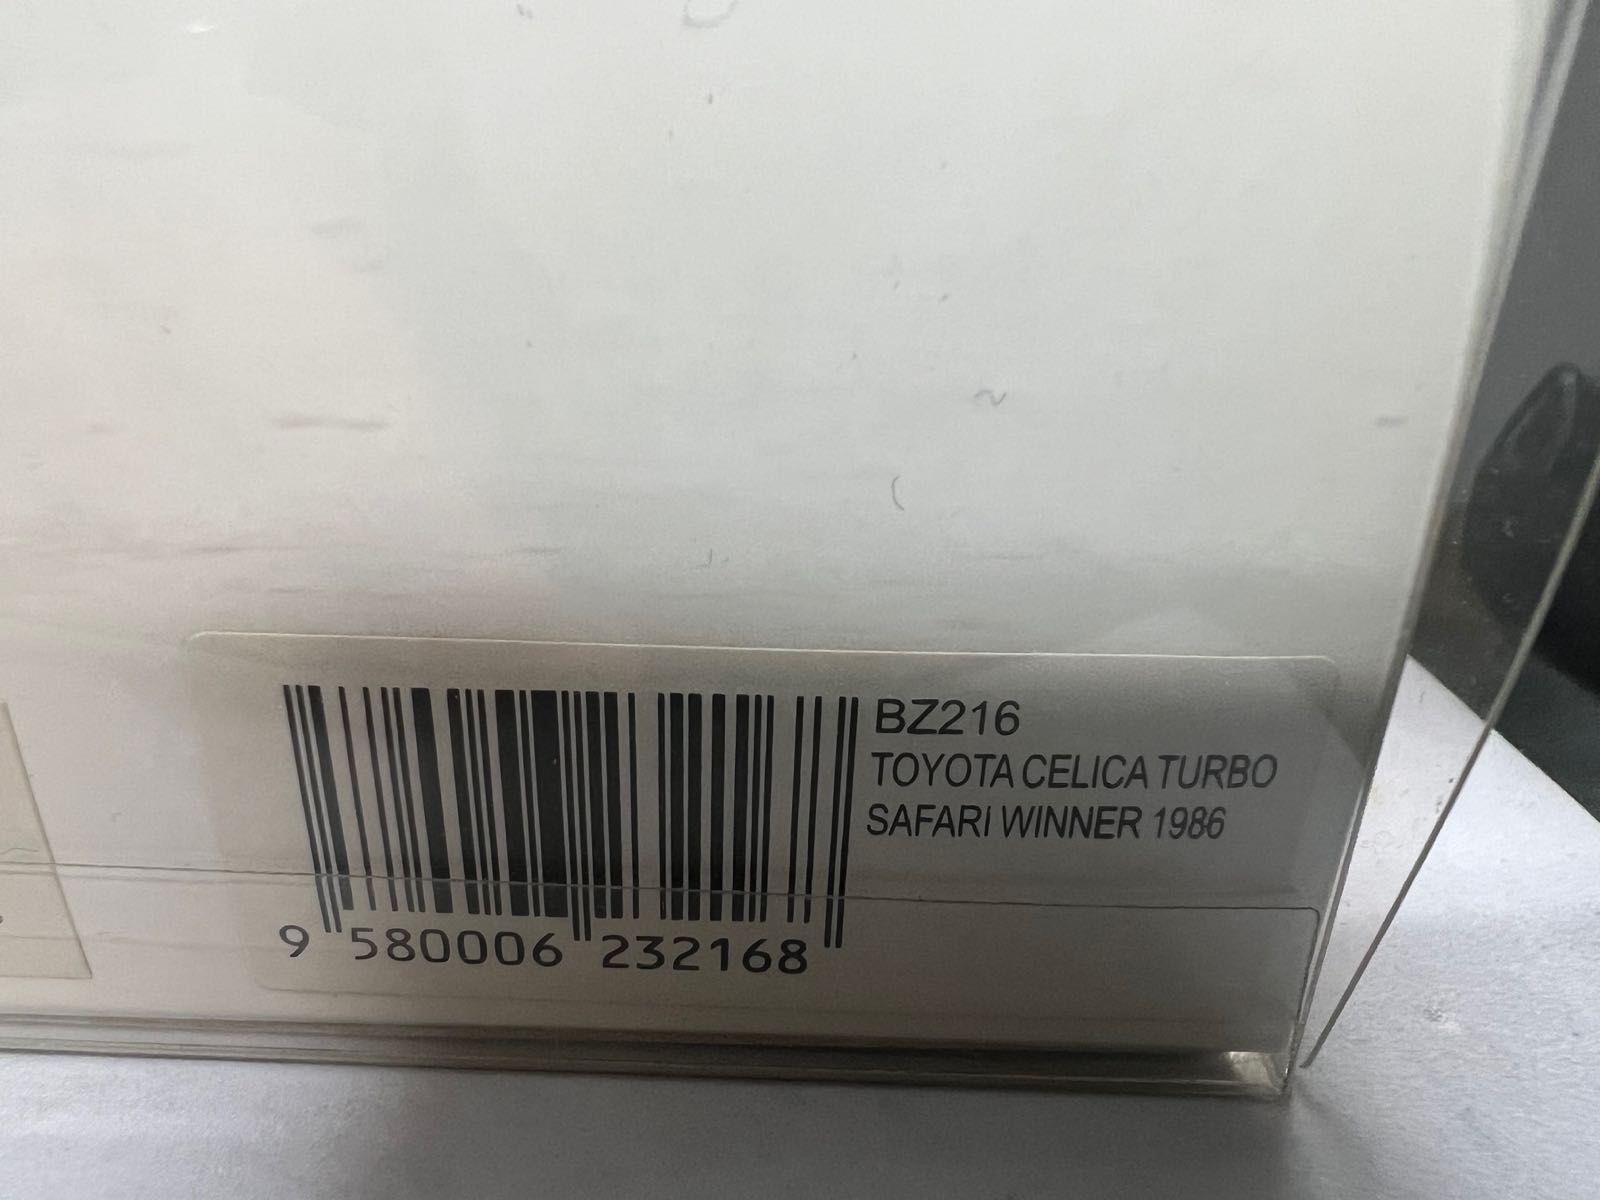 BZ216
TOYOTA CELICA TURBO
SAFARI WINNER 1986
9 580006 232168